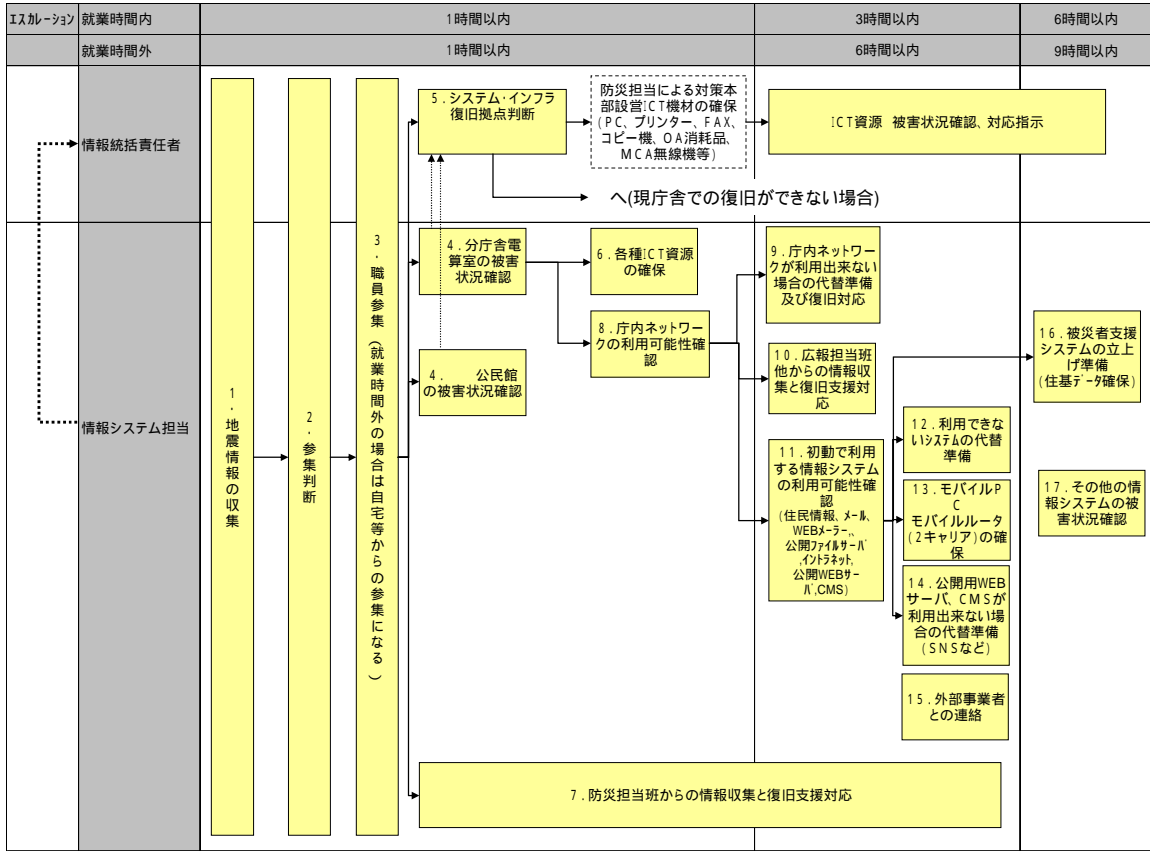 エスカレーション
就業時間内
1時間以内
3時間以内
6時間以内
就業時間外
1時間以内
6時間以内
9時間以内
情報統括責任者
情報システム担当
1.地震情報の収集
2.参集判断
3.職員参集(就業時間外の場合は自宅等からの参集になる)
5.システム・インフラ
復旧拠点判断
防災担当による対策本
部設営ICT機材の確保
(PC、プリンター、FAX、
コピー機、OA消耗品、
MCA無線機等)
ICT資源 被害状況確認、対応指示
へ(現庁舎での復旧ができない場合)
4.分庁舎電
算室の被害
状況確認
6.各種ICT資源
の確保
8.庁内ネットワー
クの利用可能性確
認
4. 公民館
の被害状況確認
9.庁内ネットワー
クが利用出来ない
場合の代替準備
及び復旧対応
10.広報担当班
他からの情報収
集と復旧支援対
応
11.初動で利用
する情報システム
の利用可能性確
認
(住民情報、メール、
WEBメーラー、,
公開ファイルサーバ
,イントラネット,
公開WEBサー
バ,CMS)
12.利用できな
いシステムの代替
準備
13.モバイルP
C
モバイルルータ
(2キャリア)の確
保
14.公開用WEB
サーバ、CMSが
利用出来ない場
合の代替準備
(SNSなど)
15.外部事業者
との連絡
16.被災者支援
システムの立上
げ準備
(住基データ確保)
17.その他の情
報システムの被
害状況確認
7.防災担当班からの情報収集と復旧支援対応